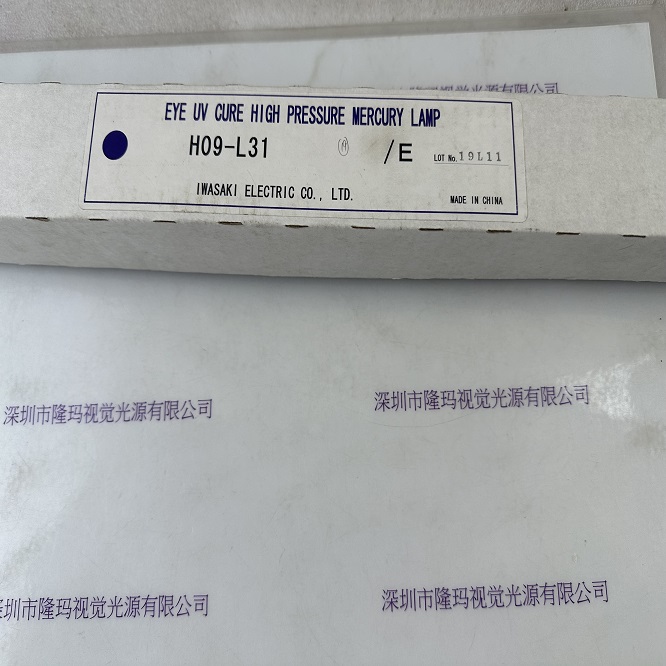 EYE UV CURE HIGH PRESSURE MERCURY LAMP
H09-L31 /E LOT No. 19L11
IWASAKI ELECTRIC CO., LTD.
MADE IN CHINA
深圳市隆玛视觉光源有限公司
深圳市隆玛视觉光源有限公司
圳市隆玛视觉光源有限公司
深圳市隆玛视觉光源有限公司